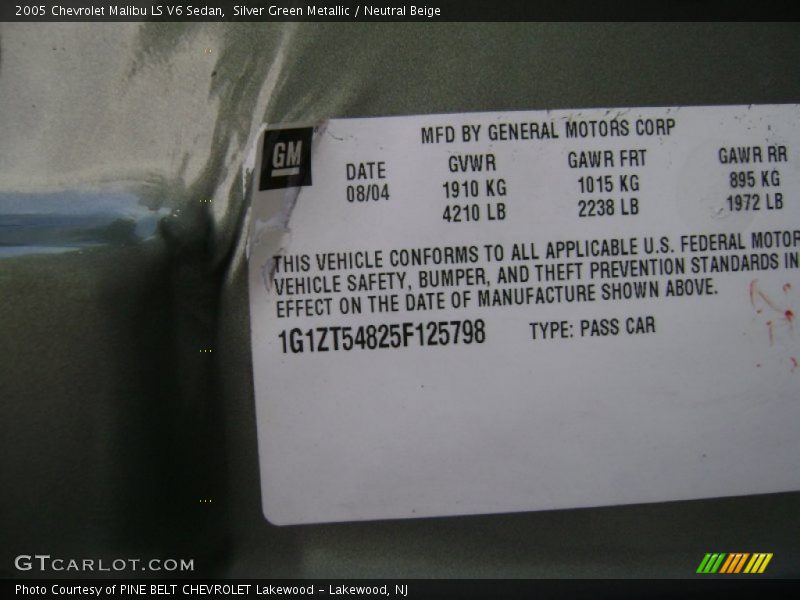 2005 Chevrolet Malibu LS V6 Sedan, Silver Green Metallic / Neutral Beige
GM
MFD BY GENERAL MOTORS CORP
DATE GVWR GAWR FRT GAWR RR
08/04 1910 KG 1015 KG 895 KG
4210 LB 2238 LB 1972 LB
THIS VEHICLE CONFORMS TO ALL APPLICABLE U.S. FEDERAL MOTOR
VEHICLE SAFETY, BUMPER, AND THEFT PREVENTION STANDARDS IN
EFFECT ON THE DATE OF MANUFACTURE SHOWN ABOVE.
1G1ZT54825F125798 TYPE: PASS CAR
GTCARLOT.COM
Photo Courtesy of PINE BELT CHEVROLET Lakewood - Lakewood, NJ